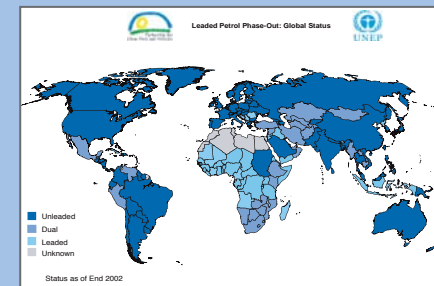 Leaded Petrol Phase-Out: Global Status
UNEP
Unleaded
Dual
Leaded
Unknown
Status as of End 2002